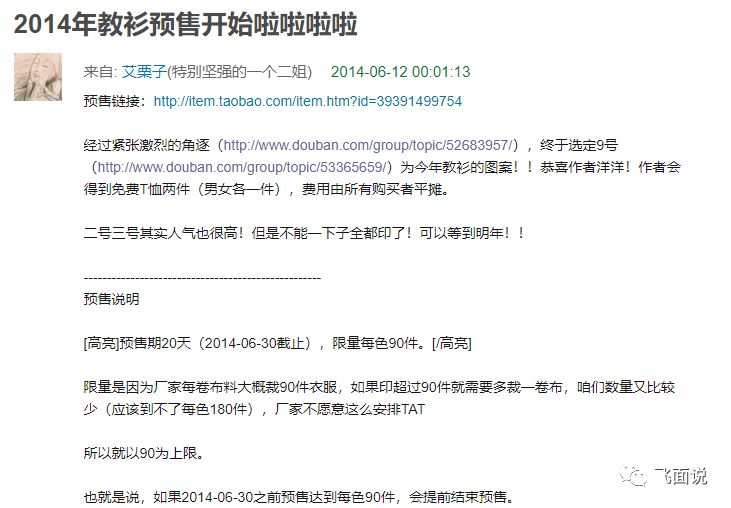 2014年教衫预售开始啦啦啦啦
来自: 艾栗子(特别坚强的一个二姐) 2014-06-12 00:01:13
预售链接：http://item.taobao.com/item.htm?id=39391499754
经过紧张激烈的角逐（http://www.douban.com/group/topic/52683957/），终于选定9号
（http://www.douban.com/group/topic/53365659/）为今年教衫的图案！！恭喜作者洋洋！作者会
得到免费T恤两件（男女各一件），费用由所有购买者平摊。
二号三号其实人气也很高！但是不能一下子全都印了！可以等到明年！！
---------------------------------------------------
预售说明
[高亮]预售期20天（2014-06-30截止），限量每色90件。[/高亮]
限量是因为厂家每卷布料大概裁90件衣服，如果印超过90件就需要多裁一卷布，咱们数量又比较
少（应该到不了每色180件），厂家不愿意这么安排TAT
所以就以90为上限。
也就是说，如果2014-06-30之前预售达到每色90件，会提前结束预售。
飞面说